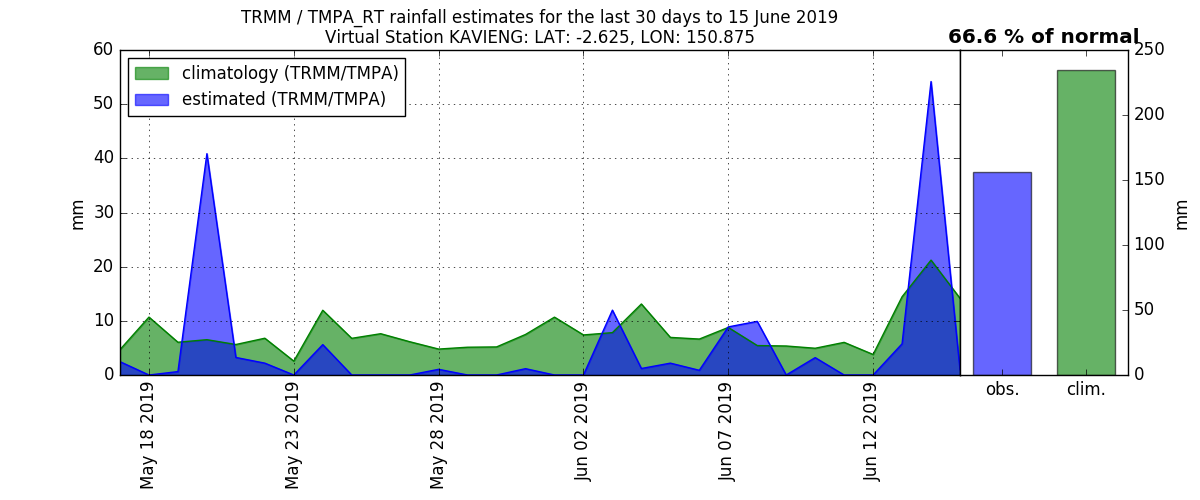 TRMM / TMPA_RT rainfall estimates for the last 30 days to 15 June 2019
Virtual Station KAVIENG: LAT: -2.625, LON: 150.875
66.6 % of normal
climatology (TRMM/TMPA)
estimated (TRMM/TMPA)
60
50
40
30
20
10
0
mm
May 18 2019
May 23 2019
May 28 2019
Jun 02 2019
Jun 07 2019
Jun 12 2019
250
200
150
100
50
0
mm
obs.
clim.